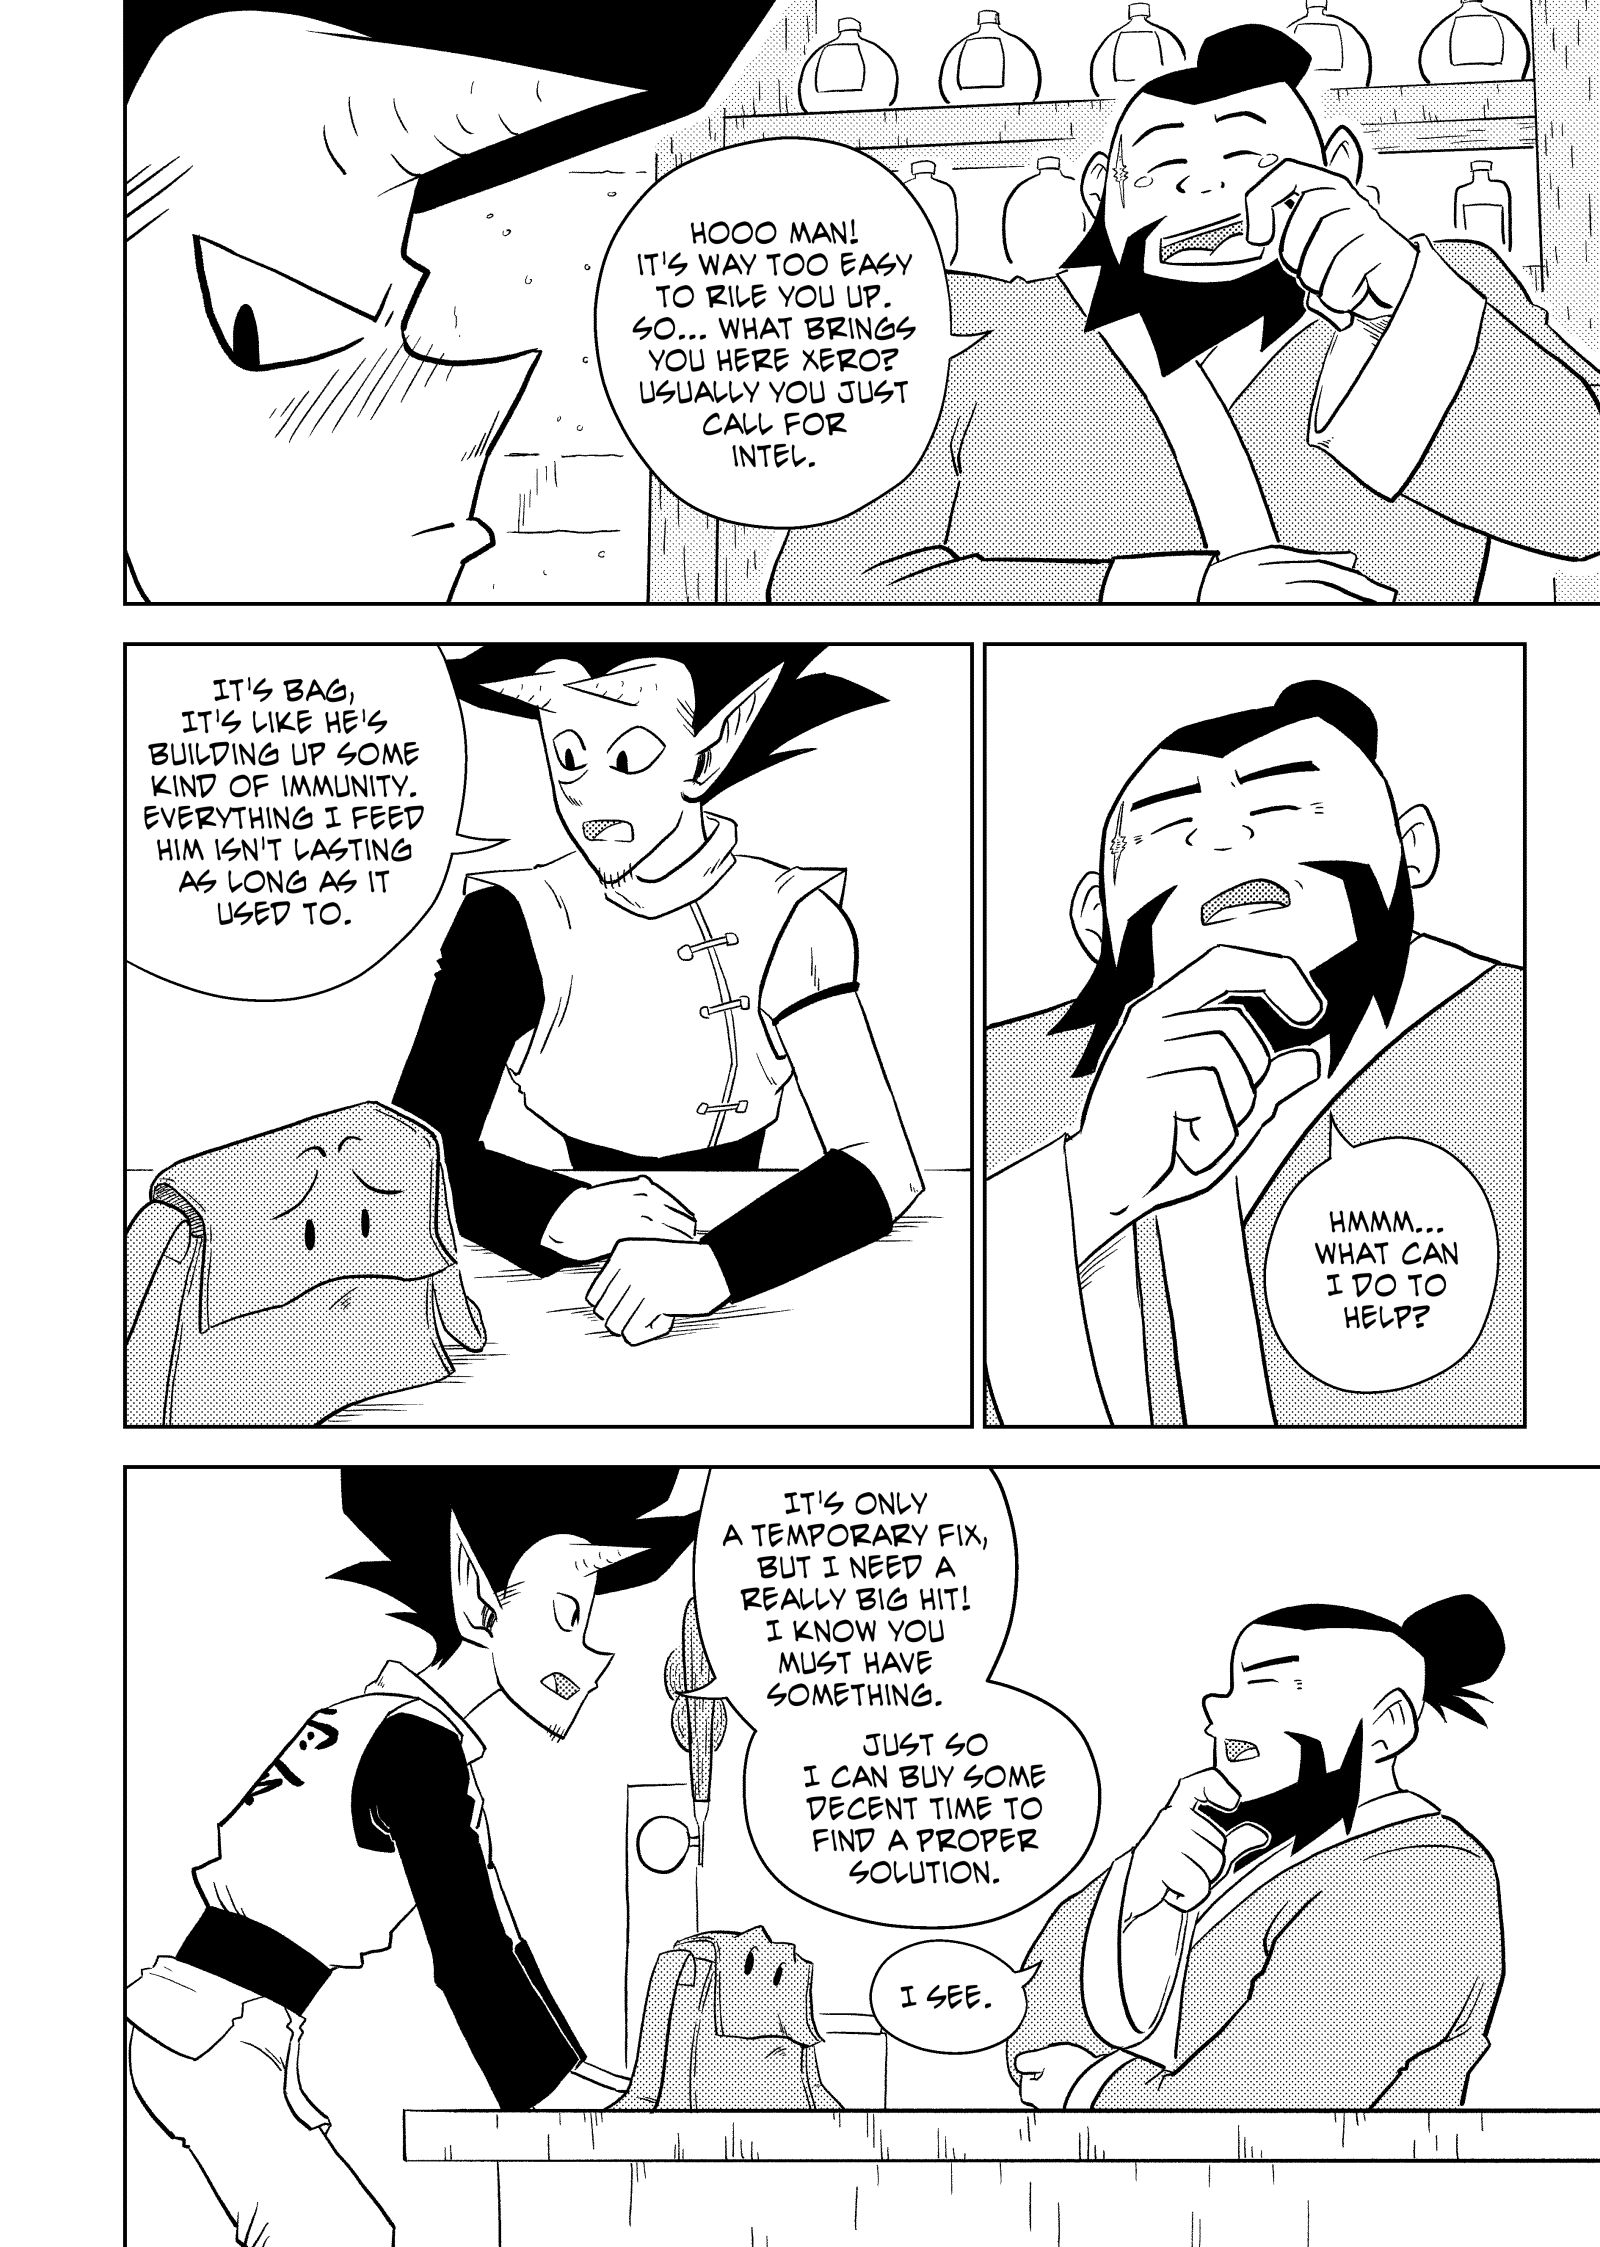 HOOO MAN!
IT'S WAY TOO EASY
TO RILE YOU UP.
SO... WHAT BRINGS
YOU HERE XERO?
USUALLY YOU JUST
CALL FOR
INTEL.
IT'S BAG,
IT'S LIKE HE'S
BUILDING UP SOME
KIND OF IMMUNITY.
EVERYTHING I FEED
HIM ISN'T LASTING
AS LONG AS IT
USED TO.
HMMM...
WHAT CAN
I DO TO
HELP?
IT'S ONLY
A TEMPORARY FIX,
BUT I NEED A
REALLY BIG HIT!
I KNOW YOU
MUST HAVE
SOMETHING.
JUST SO
I CAN BUY SOME
DECENT TIME TO
FIND A PROPER
SOLUTION.
I SEE.